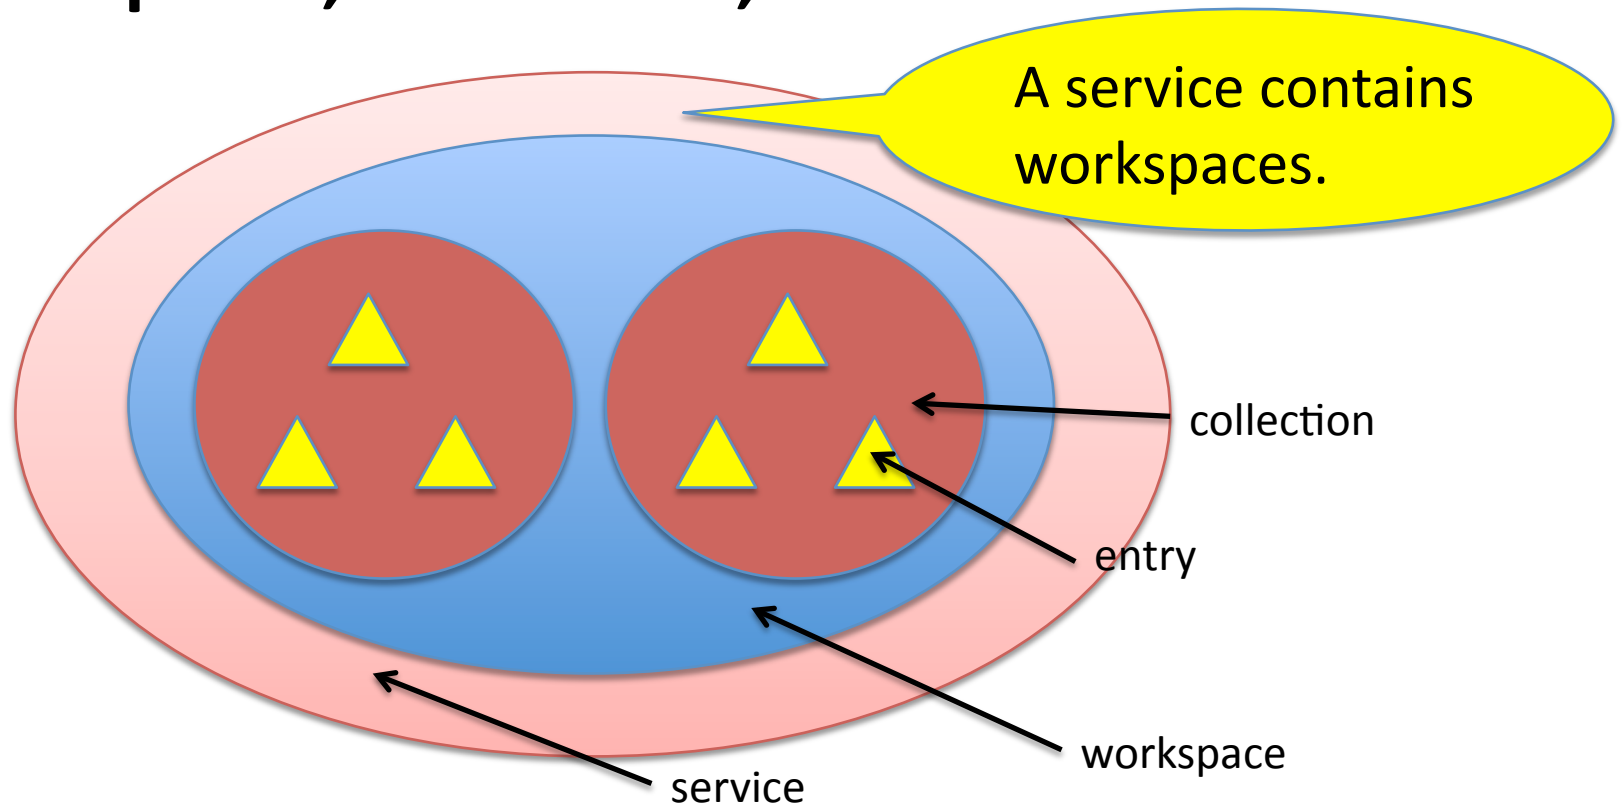 A service contains
workspaces.
collection
entry
workspace
service